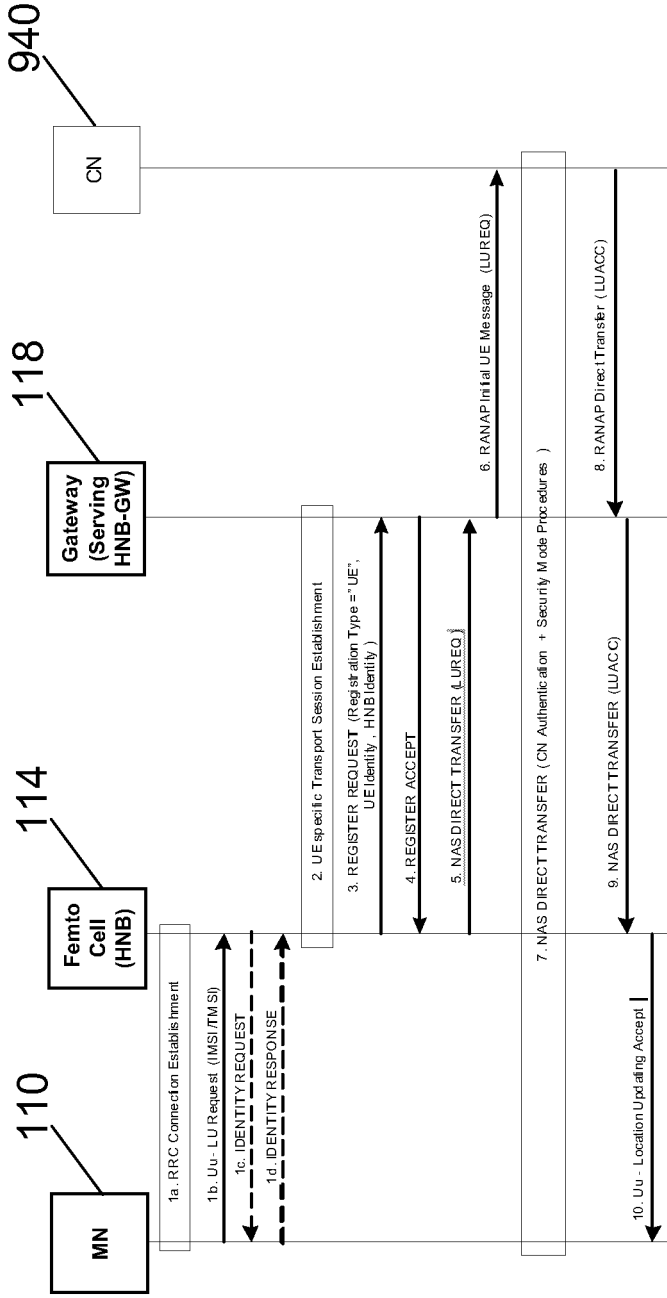 110
114
118
940
MN
Femto
Cell
(HNB)
Gateway
(Serving
HNB-GW)
CN
1a. RRC Connection Establishment
1b. Uu - LU Request (IMSI/TMSI)
1c. IDENTITY REQUEST
1d. IDENTITY RESPONSE
2. UE specific Transport Session Establishment
3. REGISTER REQUEST (Registration Type = "UE",
UE Identity, HNB Identity)
4. REGISTER ACCEPT
5. NAS DIRECT TRANSFER (LUREQ)
6. RANAP Initial UE Message (LUREQ)
7. NAS DIRECT TRANSFER (CN Authentication + Security Mode Procedures)
8. RANAP Direct Transfer (LUACC)
9. NAS DIRECT TRANSFER (LUACC)
10. Uu - Location Updating Accept